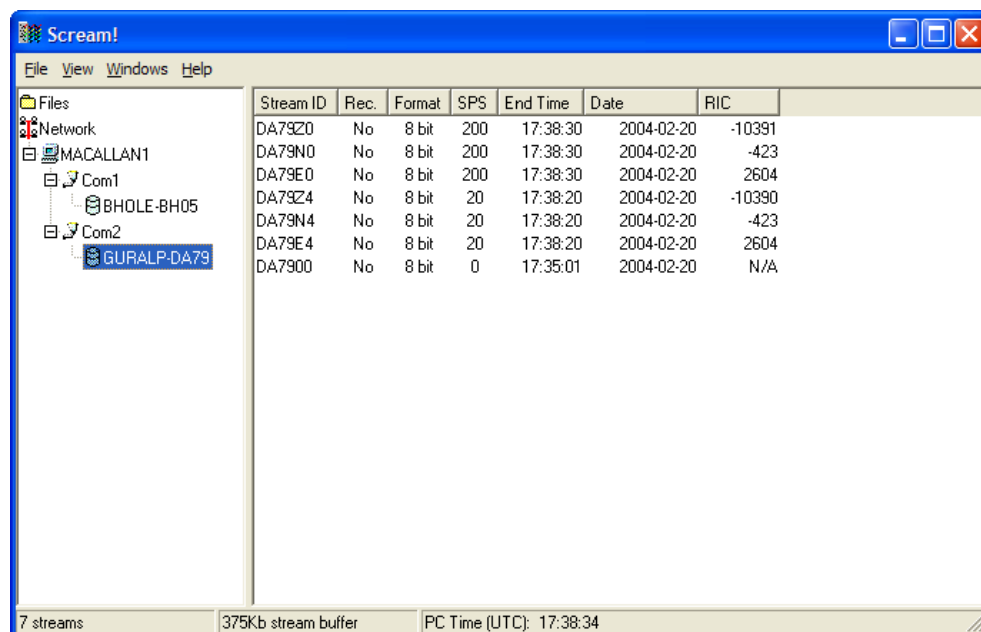 Scream!
File View Windows Help
Files
Network
MACALLAN1
Com1
BHOLE-BH05
Com2
GURALP-DA79
Stream ID Rec. Format SPS End Time Date RIC
DA79Z0 No 8 bit 200 17:38:30 2004-02-20 -10391
DA79N0 No 8 bit 200 17:38:30 2004-02-20 -423
DA79E0 No 8 bit 200 17:38:30 2004-02-20 2604
DA79Z4 No 8 bit 20 17:38:20 2004-02-20 -10390
DA79N4 No 8 bit 20 17:38:20 2004-02-20 -423
DA79E4 No 8 bit 20 17:38:20 2004-02-20 2604
DA7900 No 8 bit 0 17:35:01 2004-02-20 N/A
7 streams 375Kb stream buffer PC Time (UTC): 17:38:34